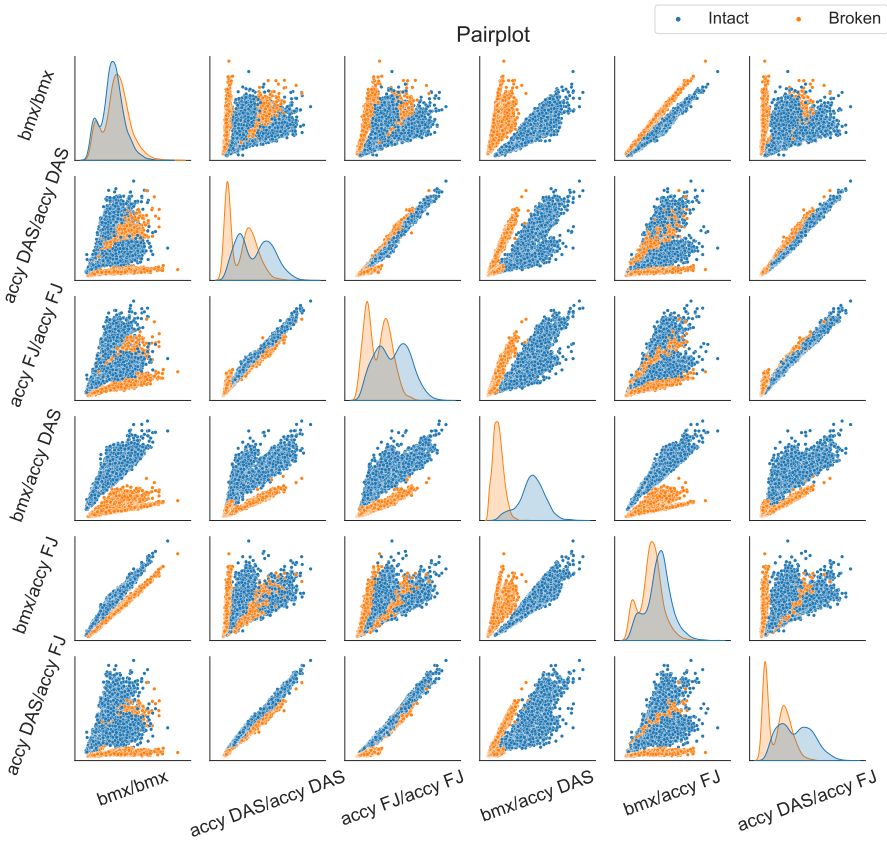 Intact Broken
Pairplot
bmx/bmx
accy DAS/accy DAS
accy FJ/accy FJ
bmx/accy DAS
bmx/accy FJ
accy DAS/accy FJ
bmx/bmx
accy DAS/accy DAS
accy FJ/accy FJ
bmx/accy DAS
bmx/accy FJ
accy DAS/accy FJ